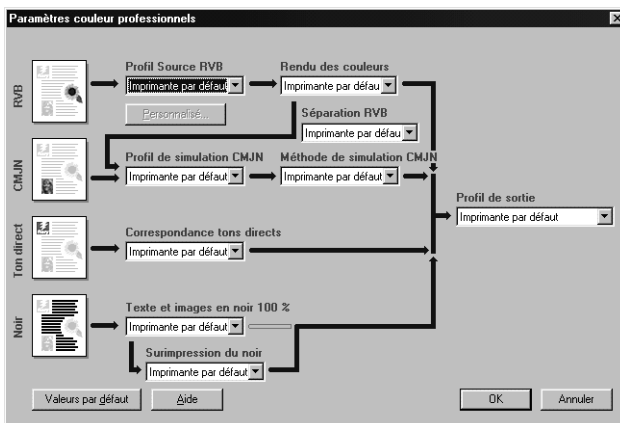 Paramètres couleur professionnels
RVB
Profil Source RVB
Imprimante par défaut
Rendu des couleurs
Imprimante par défau
Personnalisé...
Séparation RVB
Imprimante par défau
CMJN
Profil de simulation CMJN
Imprimante par défaut
Méthode de simulation CMJN
Imprimante par défaut
Profil de sortie
Imprimante par défaut
Ton direct
Correspondance tons directs
Imprimante par défaut
Noir
Texte et images en noir 100 %
Imprimante par défaut
Surimpression du noir
Imprimante par défaut
Valeurs par défaut
Aide
OK
Annuler